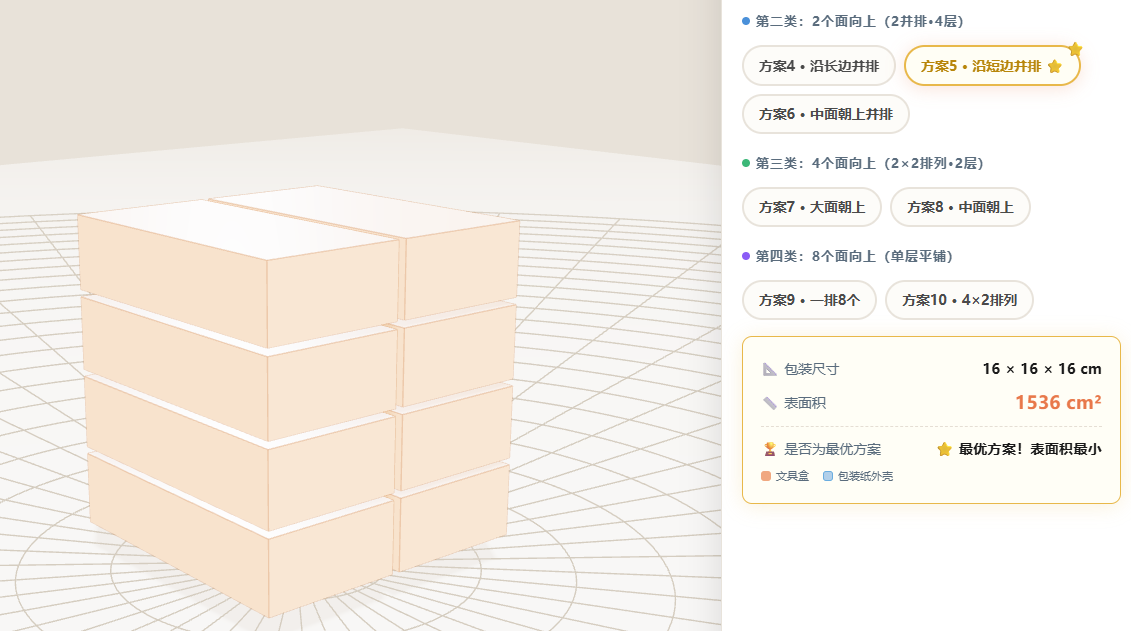 第二类：2个面向上（2并排•4层）
方案4 • 沿长边并排
方案5 • 沿短边并排
方案6 • 中面朝上并排
第三类：4个面向上（2×2排列•2层）
方案7 • 大面朝上
方案8 • 中面朝上
第四类：8个面向上（单层平铺）
方案9 • 一排8个
方案10 • 4×2排列
包装尺寸 16 × 16 × 16 cm
表面积 1536 cm²
是否为最优方案 最优方案！表面积最小
文具盒 包装纸外壳